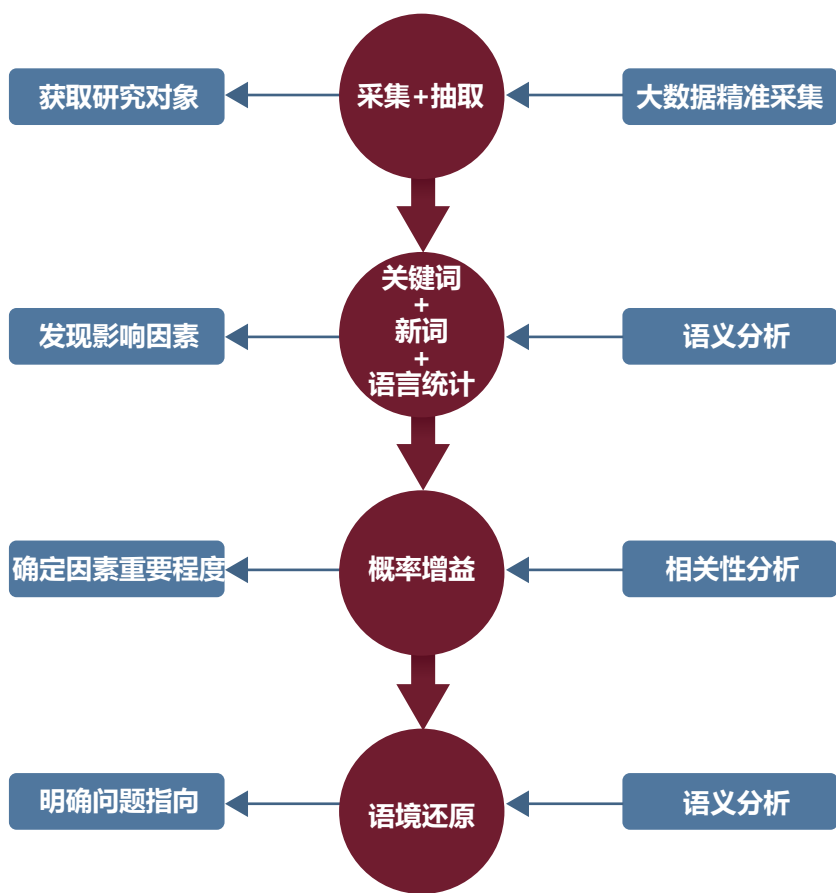 获取研究对象
采集+抽取
大数据精准采集
发现影响因素
关键词
+
新词
+
语言统计
语义分析
确定因素重要程度
概率增益
相关性分析
明确问题指向
语境还原
语义分析